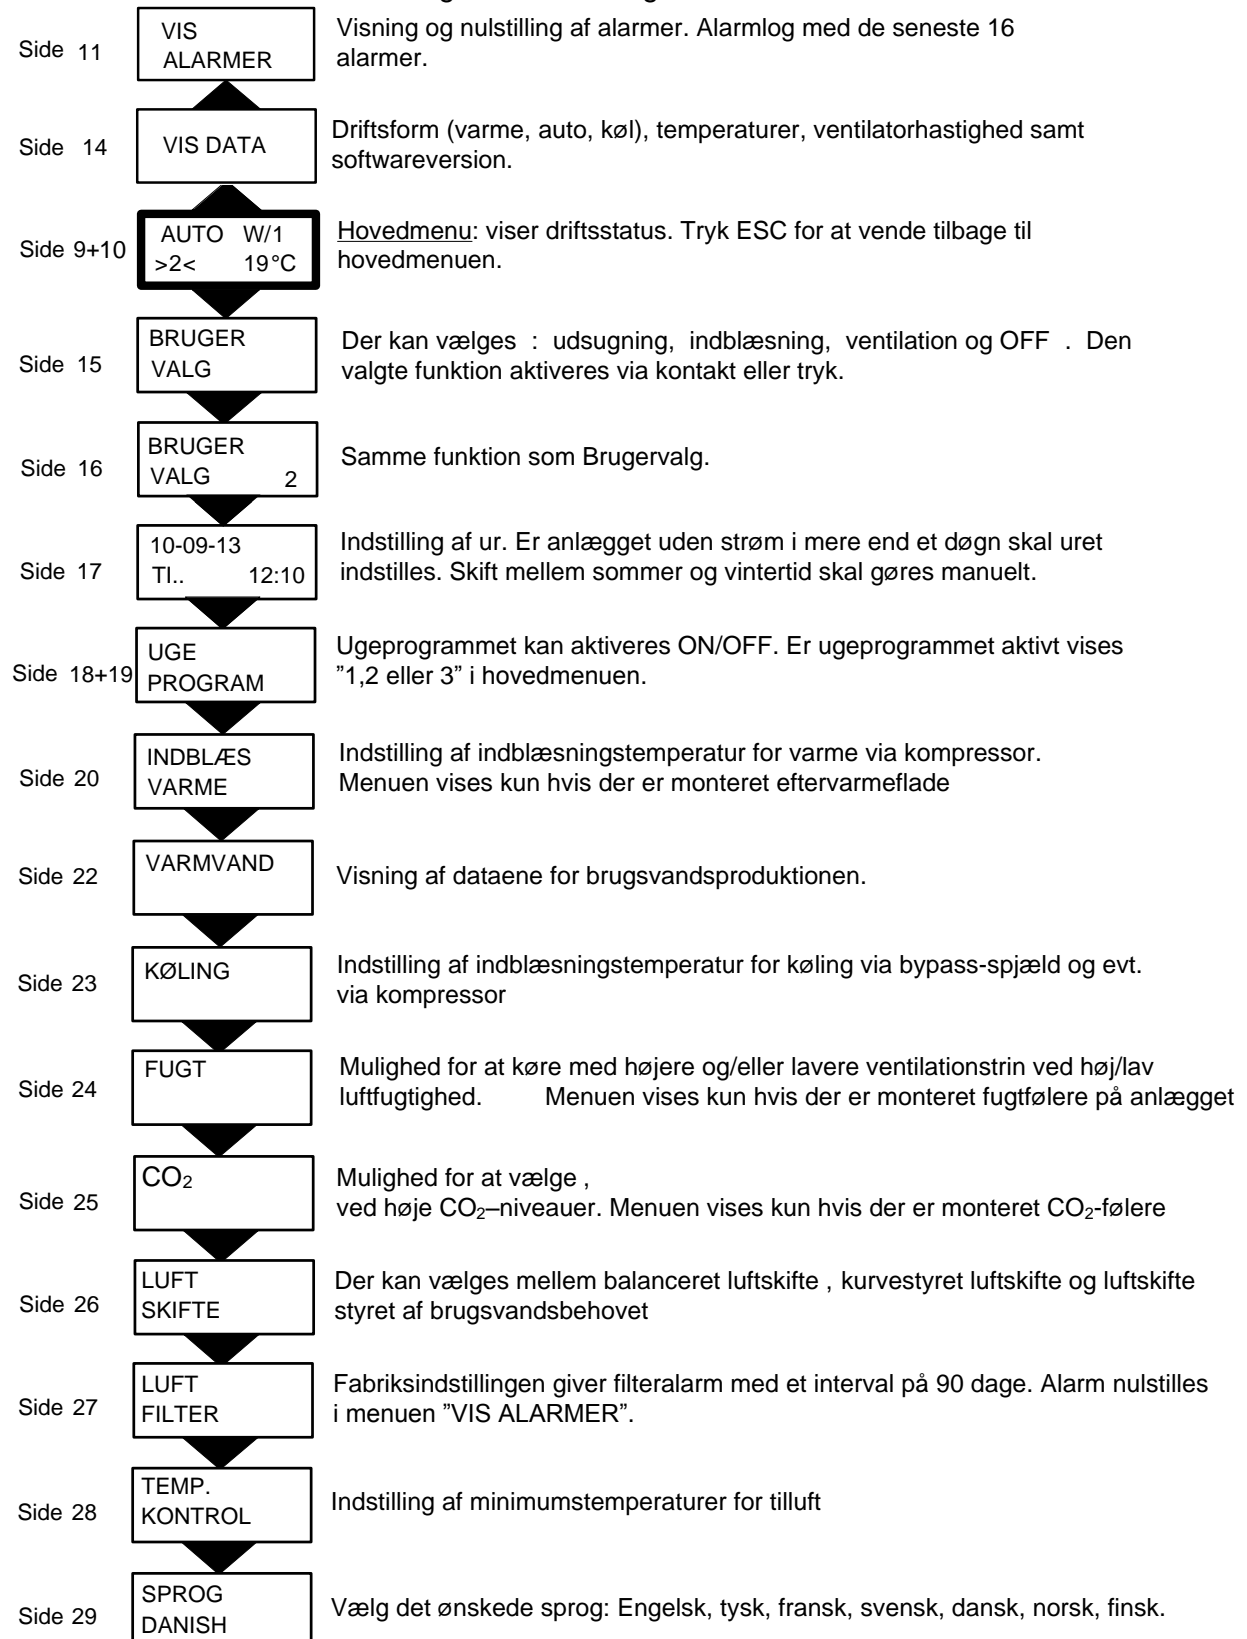 Side 11
VIS
ALARMER
Visning og nulstilling af alarmer. Alarmlog med de seneste 16
alarmer.
Side 14
VIS DATA
Driftsform (varme, auto, køl), temperaturer, ventilatorhastighed samt
softwareversion.
Side 9+10
AUTO W/1
>2< 19°C
Hovedmenu: viser driftsstatus. Tryk ESC for at vende tilbage til
hovedmenuen.
Side 15
BRUGER
VALG
Der kan vælges : udsugning, indblæsning, ventilation og OFF . Den
valgte funktion aktiveres via kontakt eller tryk.
Side 16
BRUGER
VALG 2
Samme funktion som Brugervalg.
Side 17
10-09-13
TI.. 12:10
Indstilling af ur. Er anlægget uden strøm i mere end et døgn skal uret
indstilles. Skift mellem sommer og vintertid skal gøres manuelt.
Side 18+19
UGE
PROGRAM
Ugeprogrammet kan aktiveres ON/OFF. Er ugeprogrammet aktivt vises
”1,2 eller 3” i hovedmenuen.
Side 20
INDBLÆS
VARME
Indstilling af indblæsningstemperatur for varme via kompressor.
Menuen vises kun hvis der er monteret eftervarmeflade
Side 22
VARMVAND
Visning af dataene for brugsvandsproduktionen.
Side 23
KØLING
Indstilling af indblæsningstemperatur for køling via bypass-spjæld og evt.
via kompressor
Side 24
FUGT
Mulighed for at køre med højere og/eller lavere ventilationstrin ved høj/lav
luftfugtighed. Menuen vises kun hvis der er monteret fugtfølere på anlægget
Side 25
CO₂
Mulighed for at vælge ,
ved høje CO₂–niveauer. Menuen vises kun hvis der er monteret CO₂-følere
Side 26
LUFT
SKIFTE
Der kan vælges mellem balanceret luftskifte , kurvestyret luftskifte og luftskifte
styret af brugsvandsbehovet
Side 27
LUFT
FILTER
Fabriksindstillingen giver filteralarm med et interval på 90 dage. Alarm nulstilles
i menuen ”VIS ALARMER”.
Side 28
TEMP.
KONTROL
Indstilling af minimumstemperaturer for tilluft
Side 29
SPROG
DANISH
Vælg det ønskede sprog: Engelsk, tysk, fransk, svensk, dansk, norsk, finsk.